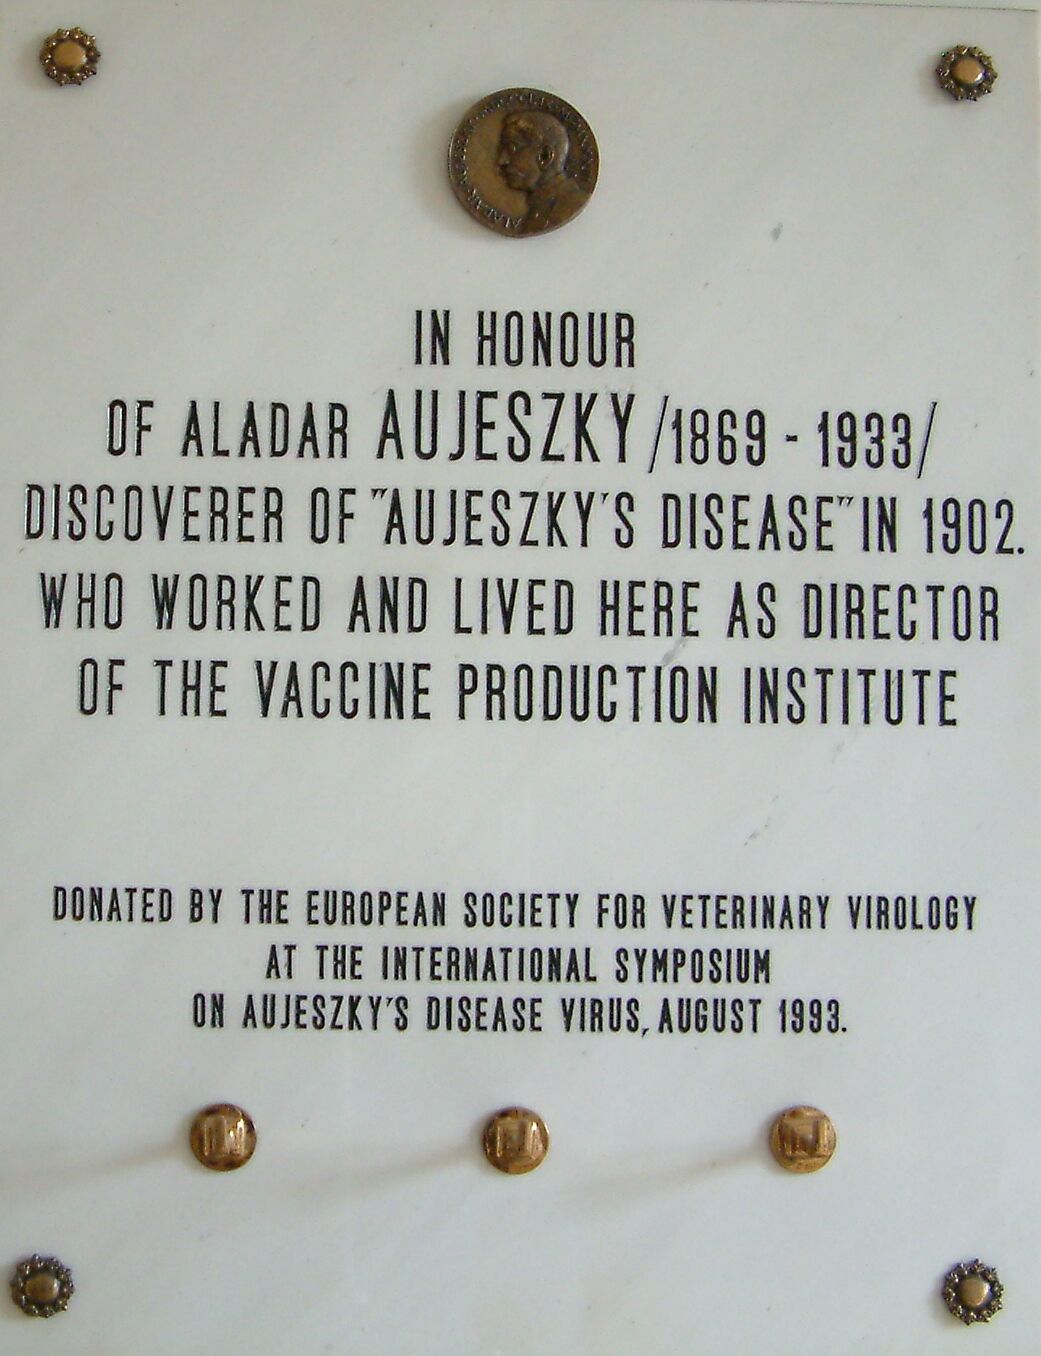 IN HONOUR
OF ALADAR AUJESZKY /1869 - 1933/
DISCOVERER OF "AUJESZKY'S DISEASE" IN 1902.
WHO WORKED AND LIVED HERE AS DIRECTOR
OF THE VACCINE PRODUCTION INSTITUTE
DONATED BY THE EUROPEAN SOCIETY FOR VETERINARY VIROLOGY
AT THE INTERNATIONAL SYMPOSIUM
ON AUJESZKY'S DISEASE VIRUS, AUGUST 1993.